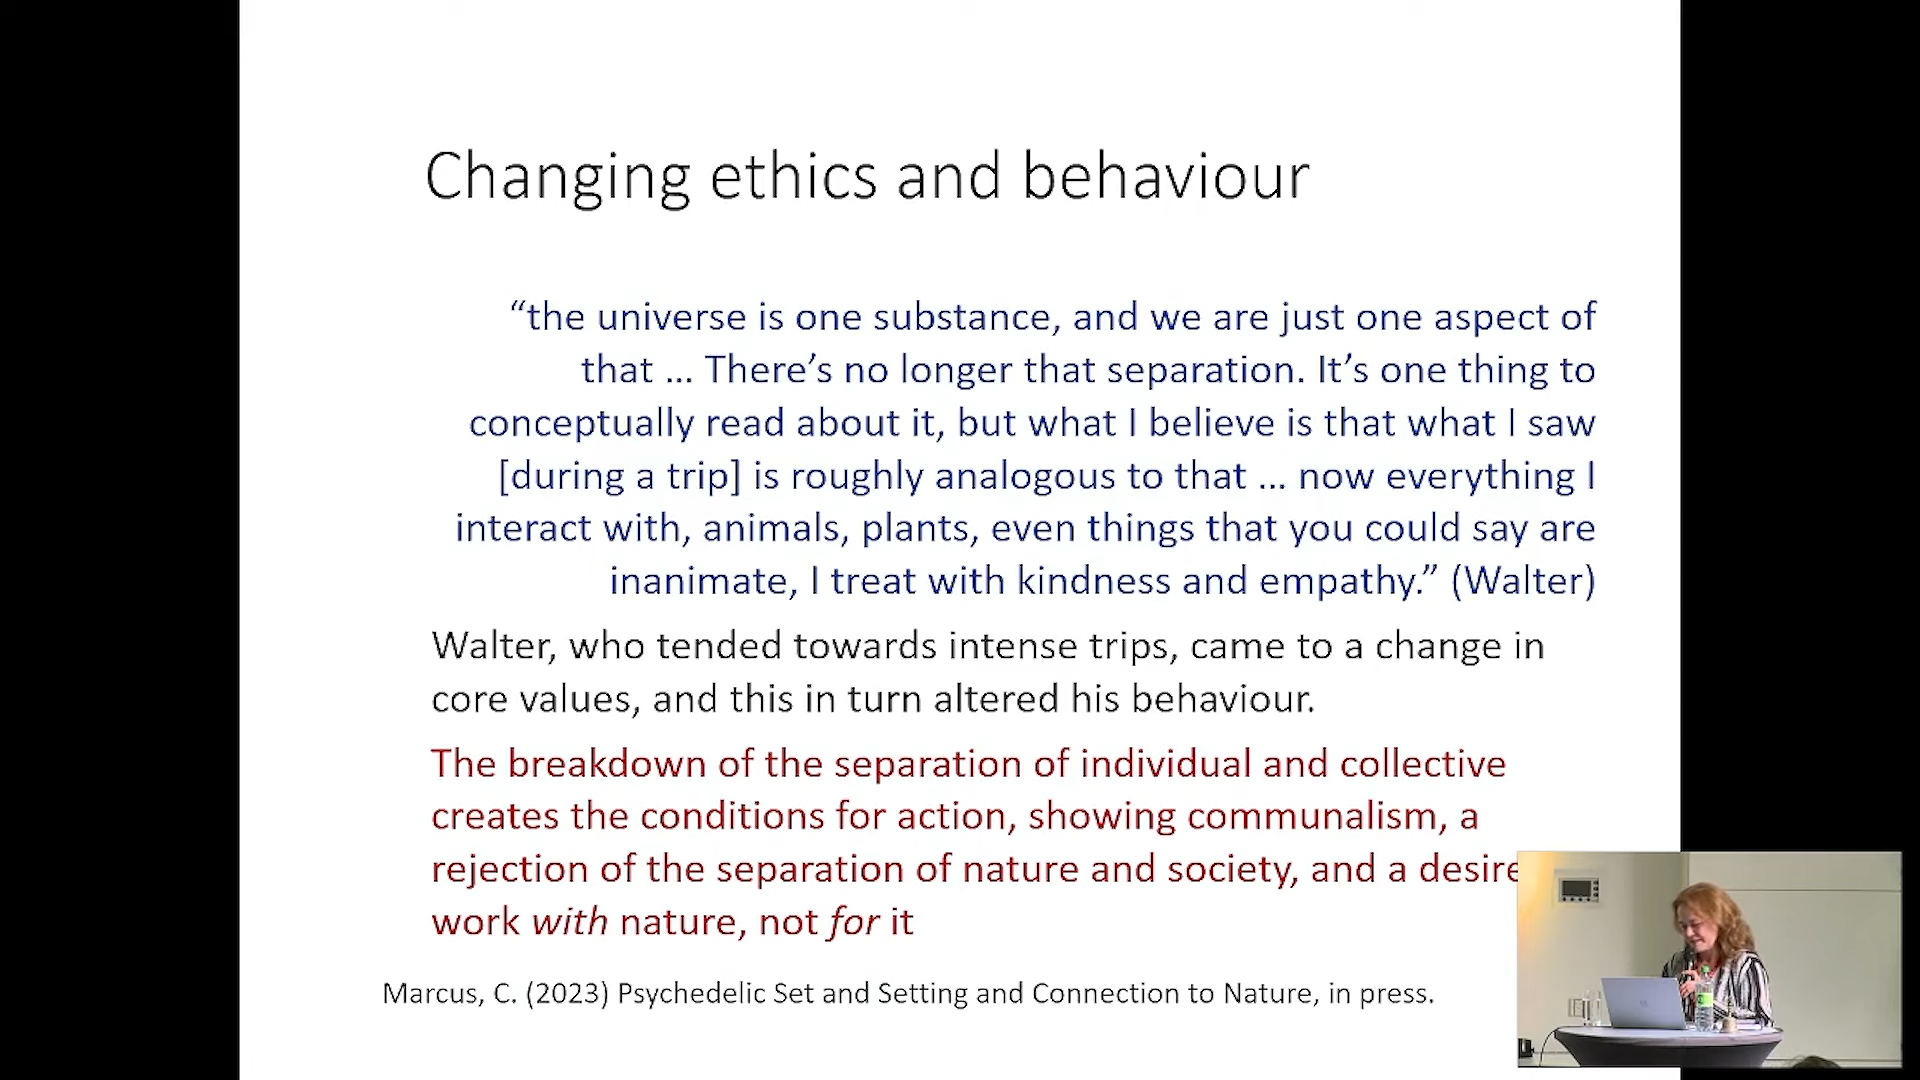 Changing ethics and behaviour
“the universe is one substance, and we are just one aspect of
that ... There’s no longer that separation. It’s one thing to
conceptually read about it, but what I believe is that what I saw
[during a trip] is roughly analogous to that ... now everything I
interact with, animals, plants, even things that you could say are
inanimate, I treat with kindness and empathy.” (Walter)
Walter, who tended towards intense trips, came to a change in
core values, and this in turn altered his behaviour.
The breakdown of the separation of individual and collective
creates the conditions for action, showing communalism, a
rejection of the separation of nature and society, and a desire
work with nature, not for it
Marcus, C. (2023) Psychedelic Set and Setting and Connection to Nature, in press.